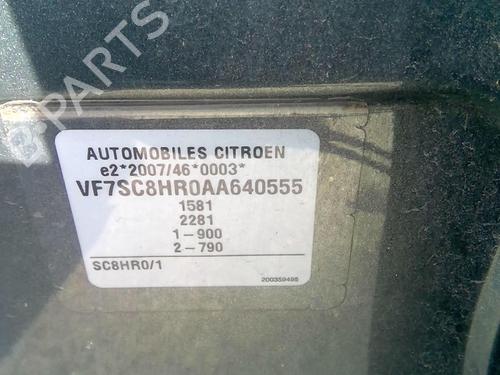 B-PARTS
AUTOMOBILES CITROEN
e2*2007/46*0003*
VF7SC8HR0AA640555
1581
2281
1-900
2-790
SC8HR0/1
200359495